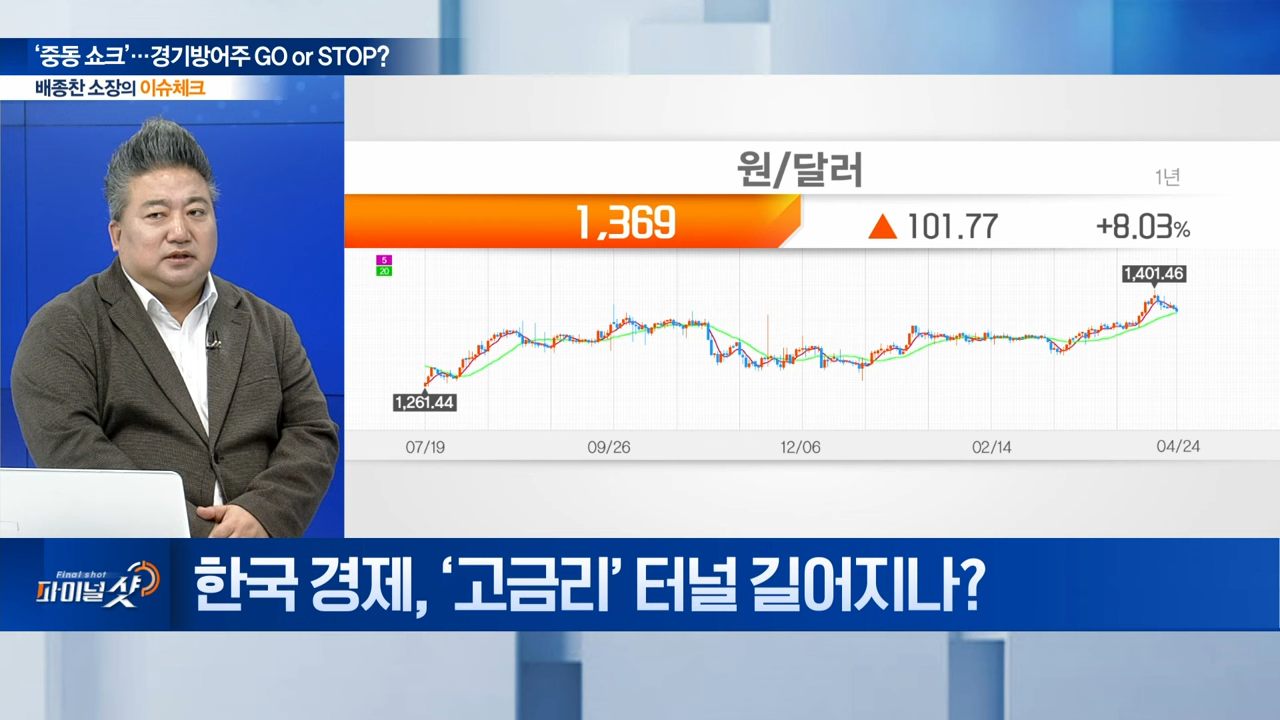 ‘중동 쇼크’…경기방어주 GO or STOP?
배종찬 소장의 이슈체크
원/달러
1년
1,369
▲ 101.77
+8.03%
5
20
1,401.46
1,261.44
07/19
09/26
12/06
02/14
04/24
Final shot
파이널샷
한국 경제, ‘고금리’ 터널 길어지나?